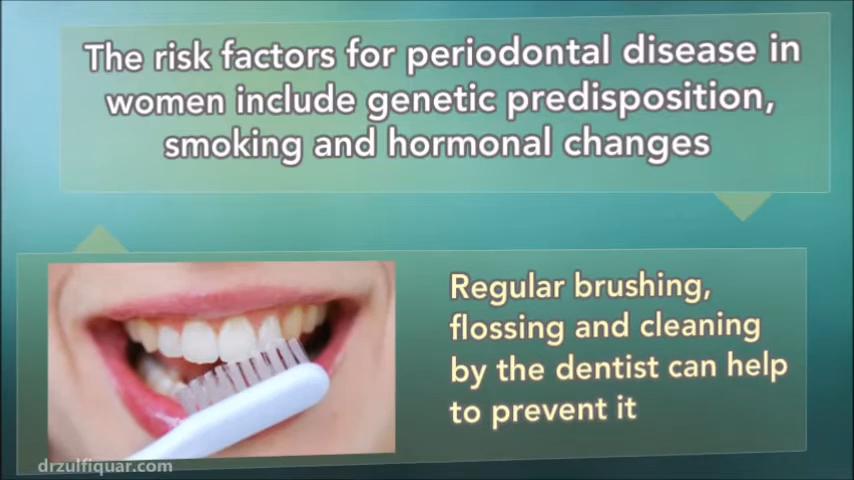 The risk factors for periodontal disease in
women include genetic predisposition,
smoking and hormonal changes
Regular brushing,
flossing and cleaning
by the dentist can help
to prevent it
drzulfiquar.com